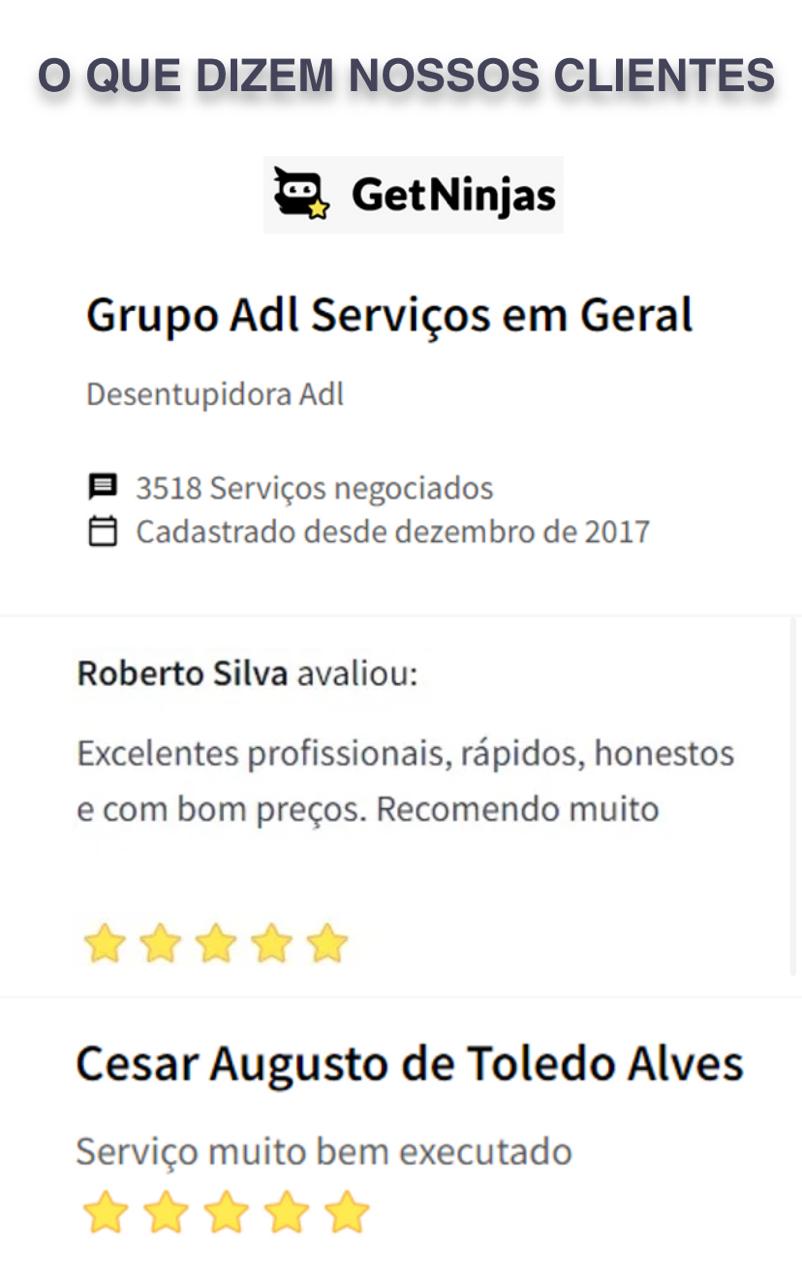 O QUE DIZEM NOSSOS CLIENTES
GetNinjas
Grupo Adl Serviços em Geral
Desentupidora Adl
3518 Serviços negociados
Cadastrado desde dezembro de 2017
Roberto Silva avaliou:
Excelentes profissionais, rápidos, honestos
e com bom preços. Recomendo muito
Cesar Augusto de Toledo Alves
Serviço muito bem executado